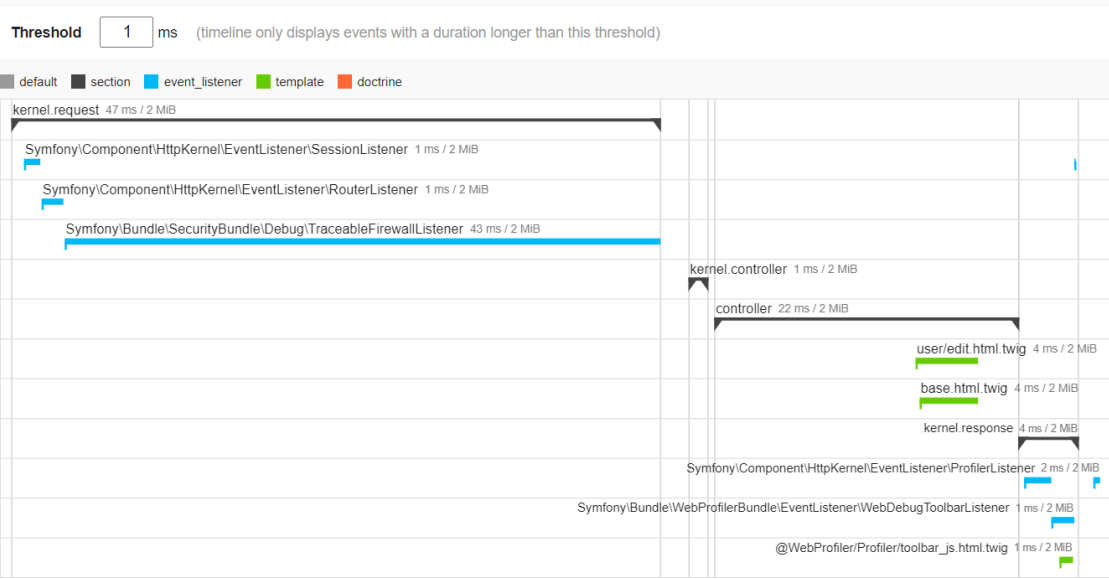 Threshold 1 ms (timeline only displays events with a duration longer than this threshold)
default section event_listener template doctrine
kernel.request 47 ms / 2 MiB
Symfony\Component\HttpKernel\EventListener\SessionListener 1 ms / 2 MiB
Symfony\Component\HttpKernel\EventListener\RouterListener 1 ms / 2 MiB
Symfony\Bundle\SecurityBundle\Debug\TraceableFirewallListener 43 ms / 2 MiB
kernel.controller 1 ms / 2 MiB
controller 22 ms / 2 MiB
user/edit.html.twig 4 ms / 2 MiB
base.html.twig 4 ms / 2 MiB
kernel.response 4 ms / 2 MiB
Symfony\Component\HttpKernel\EventListener\ProfilerListener 2 ms / 2 MiB
Symfony\Bundle\WebProfilerBundle\EventListener\WebDebugToolbarListener 1 ms / 2 MiB
@WebProfiler/Profiler/toolbar_js.html.twig 1 ms / 2 MiB